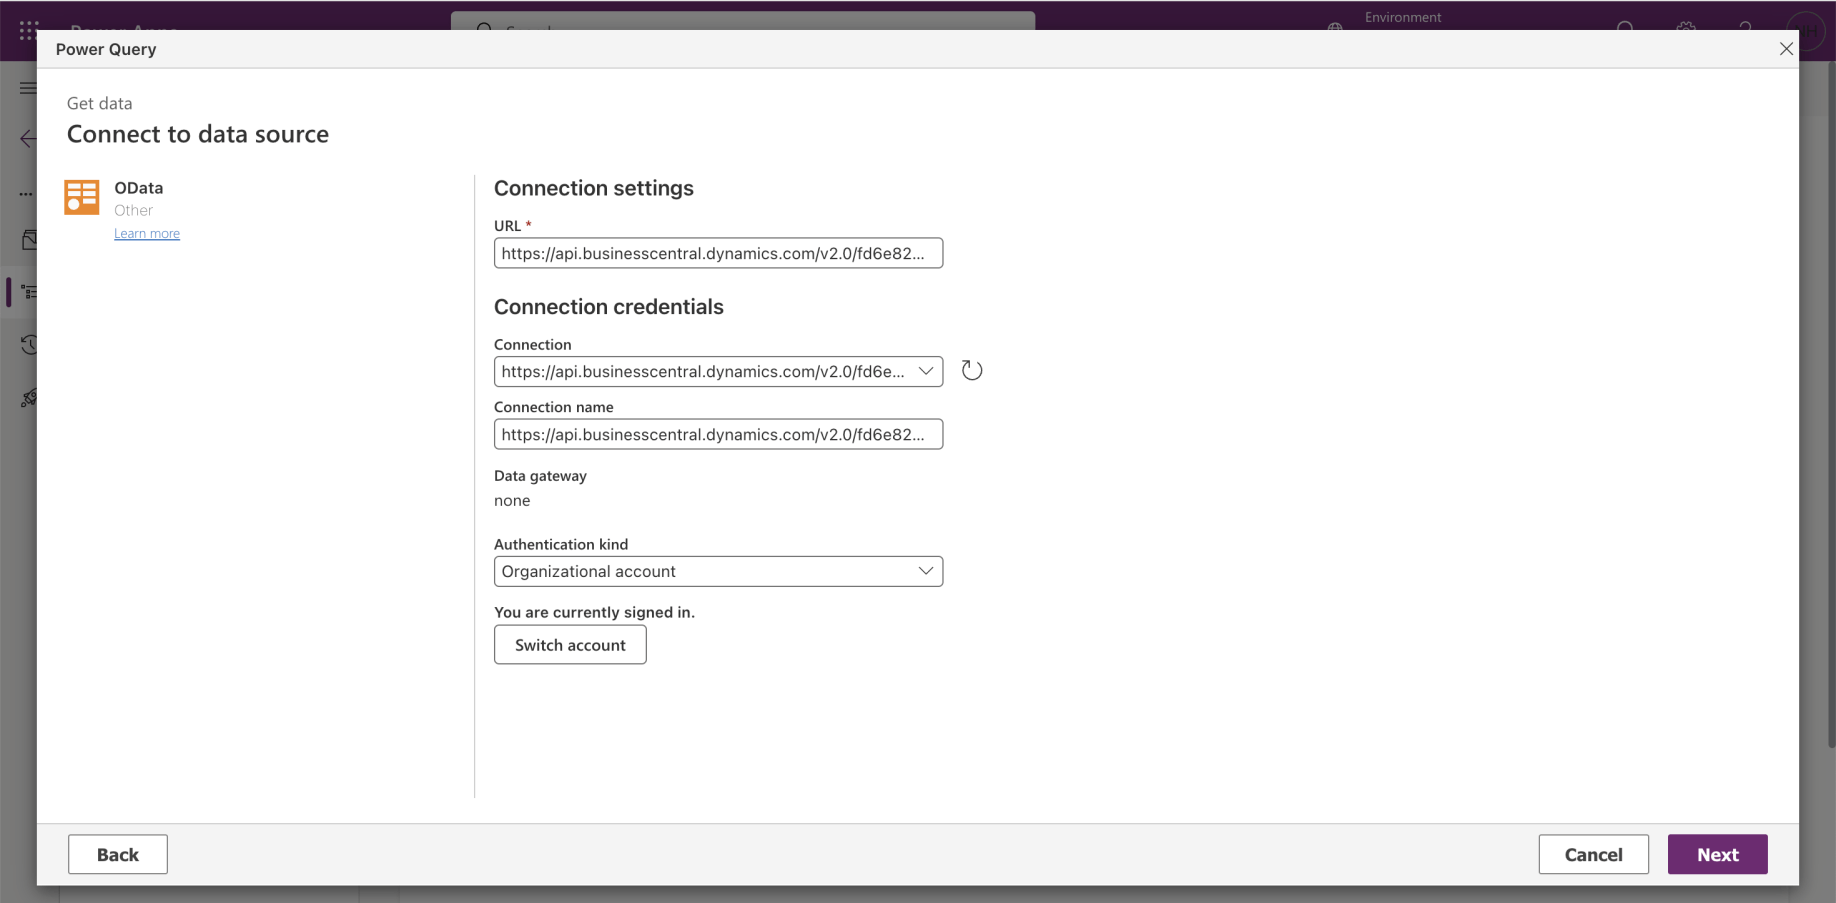 Environment
Power Query
Get data
Connect to data source
OData
Other
Learn more
Connection settings
URL *
https://api.businesscentral.dynamics.com/v2.0/fd6e82...
Connection credentials
Connection
https://api.businesscentral.dynamics.com/v2.0/fd6e...
Connection name
https://api.businesscentral.dynamics.com/v2.0/fd6e82...
Data gateway
none
Authentication kind
Organizational account
You are currently signed in.
Switch account
Back
Cancel
Next